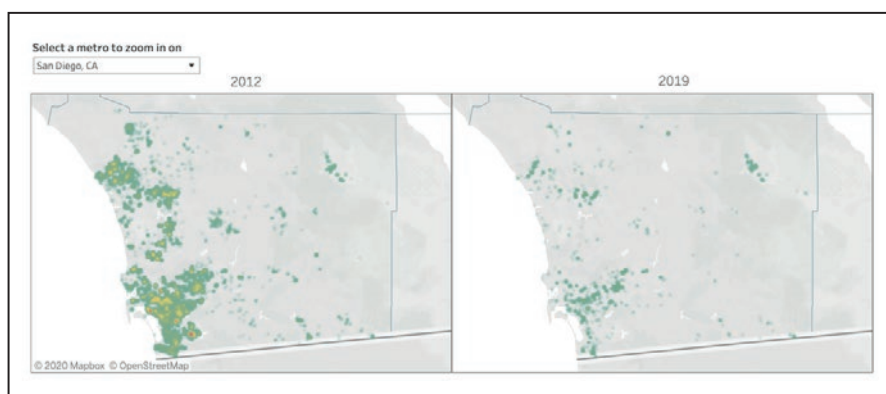 Select a metro to zoom in on
San Diego, CA
2012
2019
© 2020 Mapbox © OpenStreetMap